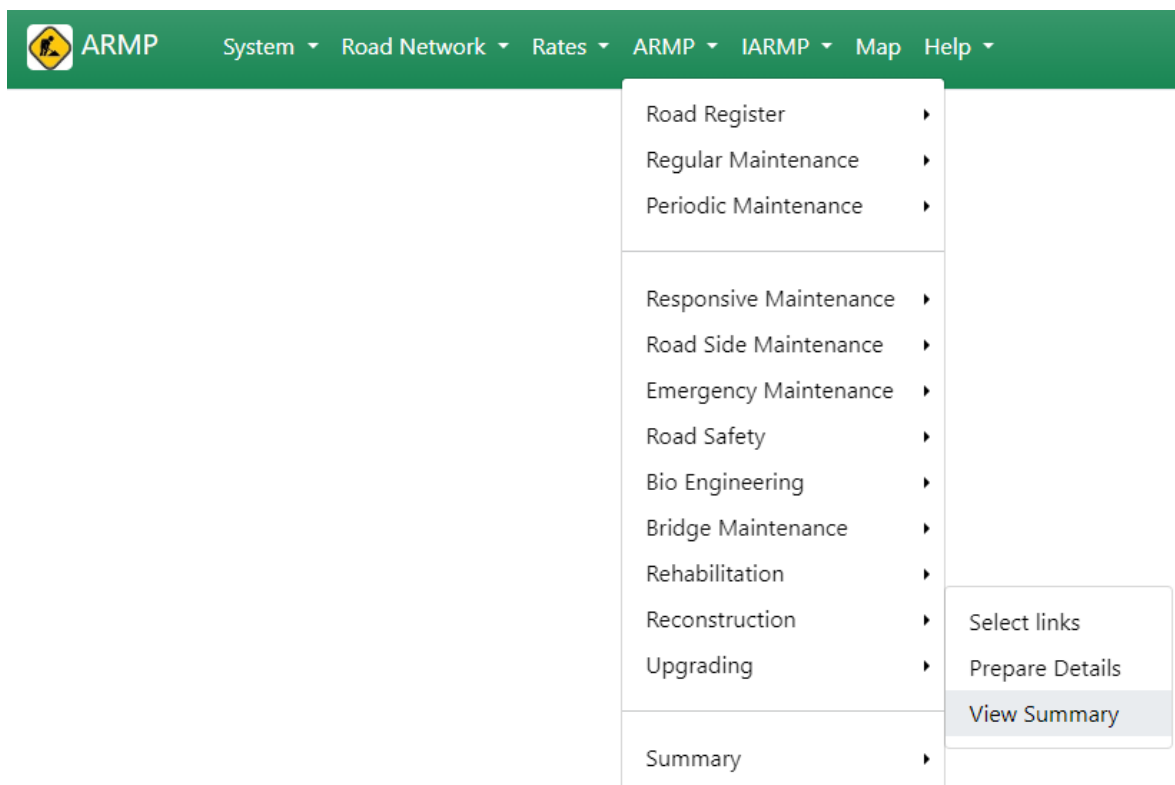 ARMP System Road Network Rates ARMP IARMP Map Help
Road Register
Regular Maintenance
Periodic Maintenance
Responsive Maintenance
Road Side Maintenance
Emergency Maintenance
Road Safety
Bio Engineering
Bridge Maintenance
Rehabilitation
Reconstruction
Upgrading
Summary
Select links
Prepare Details
View Summary